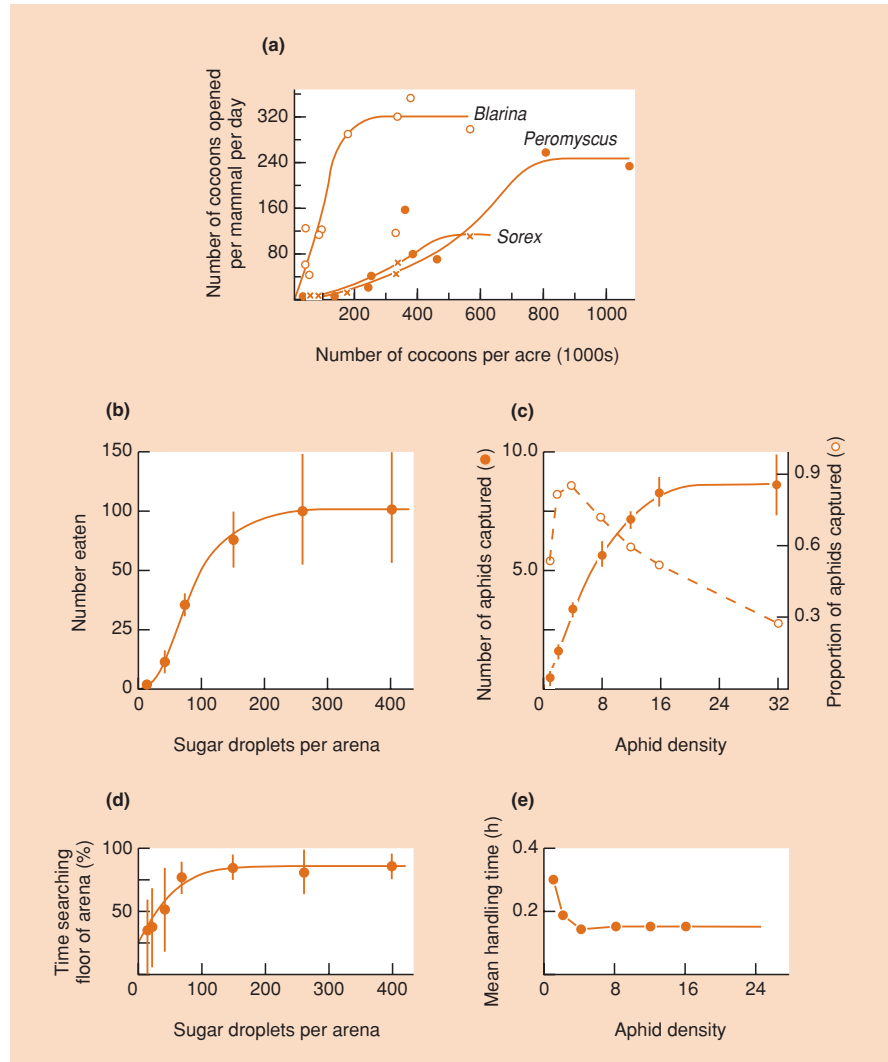 (a)
Number of cocoons opened
per mammal per day
320
240
160
80
Blarina
Peromyscus
Sorex
200
400
600
800
1000
Number of cocoons per acre (1000s)
(b)
Number eaten
150
100
50
25
0
0
100
200
300
400
Sugar droplets per arena
(c)
Number of aphids captured ( )
10.0
5.0
0
8
16
24
32
0.9
0.6
0.3
Proportion of aphids captured ( )
Aphid density
(d)
Time searching
floor of arena (%)
100
50
0
100
200
300
400
Sugar droplets per arena
(e)
Mean handling time (h)
0.4
0.2
0
4
8
16
24
Aphid density